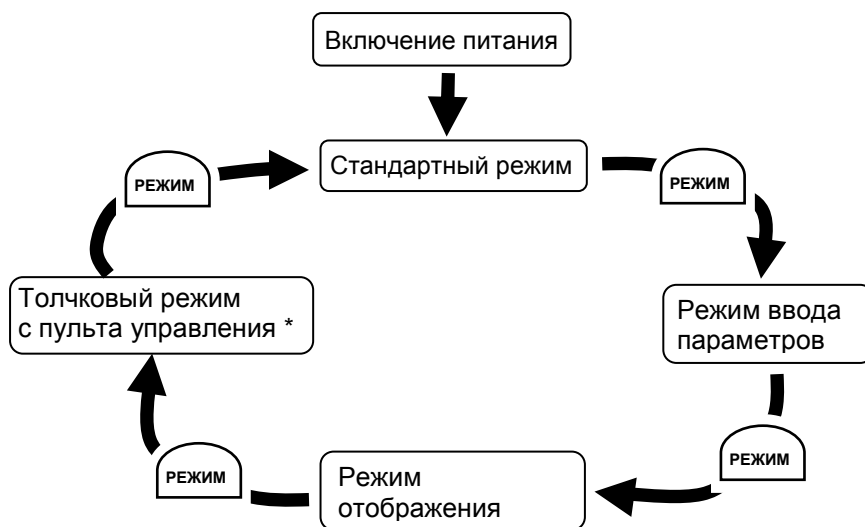 Включение питания
Стандартный режим
РЕЖИМ
РЕЖИМ
Толчковый режим
с пульта управления *
Режим ввода
параметров
РЕЖИМ
РЕЖИМ
Режим
отображения